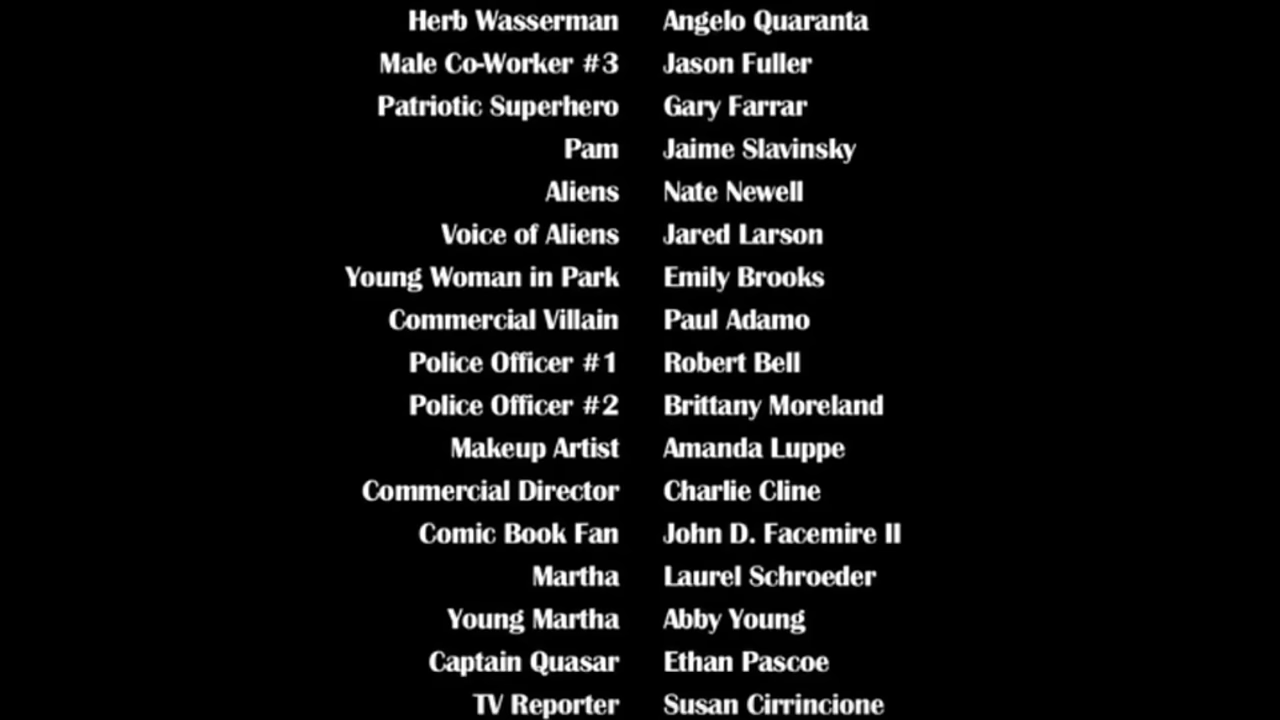 Herb Wasserman Angelo Quaranta
Male Co-Worker #3 Jason Fuller
Patriotic Superhero Gary Farrar
Pam Jaime Slavinsky
Aliens Nate Newell
Voice of Aliens Jared Larson
Young Woman in Park Emily Brooks
Commercial Villain Paul Adamo
Police Officer #1 Robert Bell
Police Officer #2 Brittany Moreland
Makeup Artist Amanda Luppe
Commercial Director Charlie Cline
Comic Book Fan John D. Facemire II
Martha Laurel Schroeder
Young Martha Abby Young
Captain Quasar Ethan Pascoe
TV Reporter Susan Cirrincione